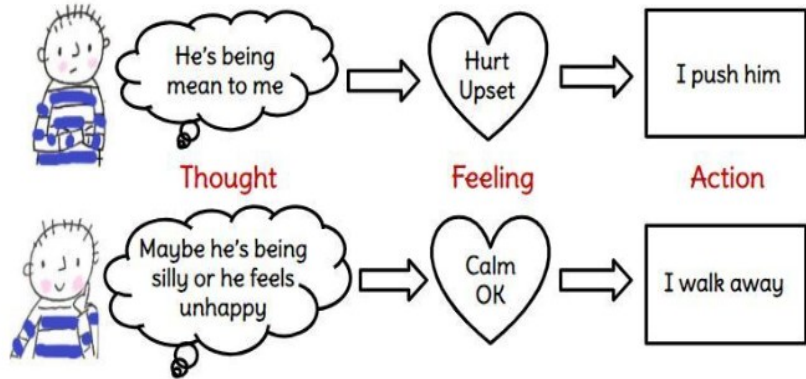 He's being
mean to me
Hurt
Upset
I push him
Thought
Feeling
Action
Maybe he's being
silly or he feels
unhappy
Calm
OK
I walk away